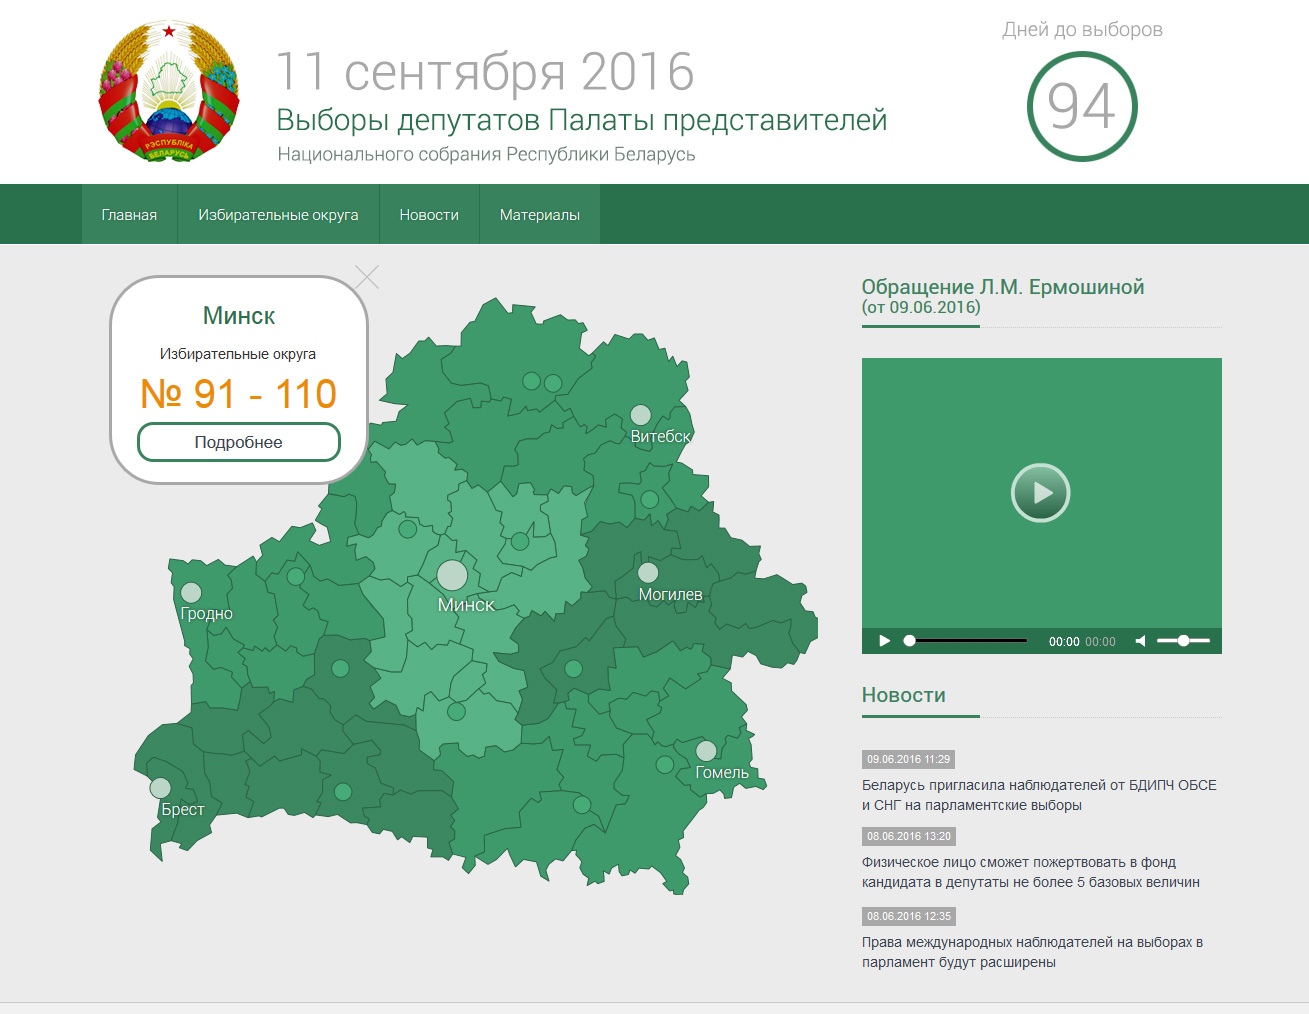 РЭСПУБЛІКА
БЕЛАРУСЬ
11 сентября 2016
Выборы депутатов Палаты представителей
Национального собрания Республики Беларусь
Дней до выборов
94
Главная
Избирательные округа
Новости
Материалы
Минск
Избирательные округа
№ 91 - 110
Подробнее
Витебск
Минск
Могилев
Гродно
Гомель
Брест
Обращение Л.М. Ермошиной
(от 09.06.2016)
00:00 00:00
Новости
09.06.2016 11:29
Беларусь пригласила наблюдателей от БДИПЧ ОБСЕ
и СНГ на парламентские выборы
08.06.2016 13:20
Физическое лицо сможет пожертвовать в фонд
кандидата в депутаты не более 5 базовых величин
08.06.2016 12:35
Права международных наблюдателей на выборах в
парламент будут расширены